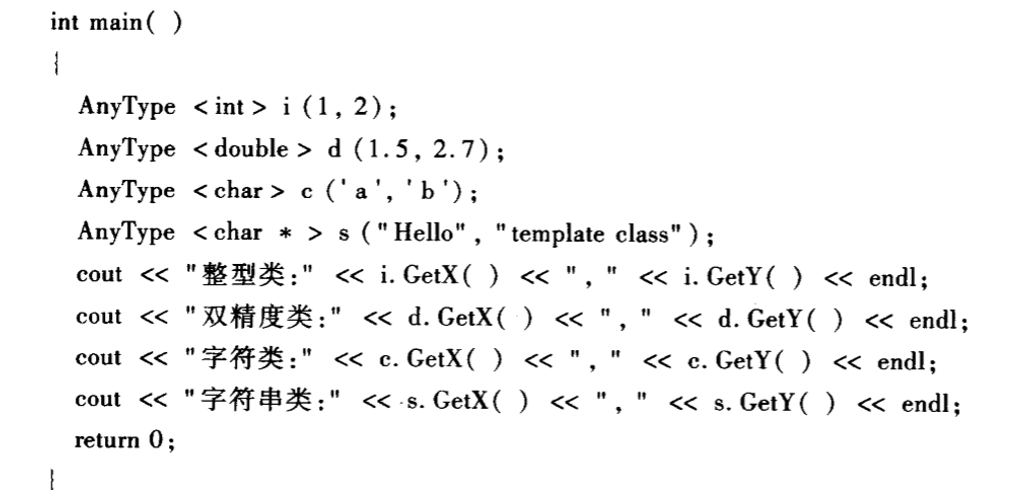 int main( )
{
AnyType <int> i (1, 2);
AnyType <double> d (1.5, 2.7);
AnyType <char> c ('a', 'b');
AnyType <char * > s ("Hello", "template class");
cout << "整型类:" << i. GetX( ) << ", " << i. GetY( ) << endl;
cout << "双精度类:" << d. GetX( ) << ", " << d. GetY( ) << endl;
cout << "字符类:" << c. GetX( ) << ", " << c. GetY( ) << endl;
cout << "字符串类:" << s. GetX( ) << ", " << s. GetY( ) << endl;
return 0;
}